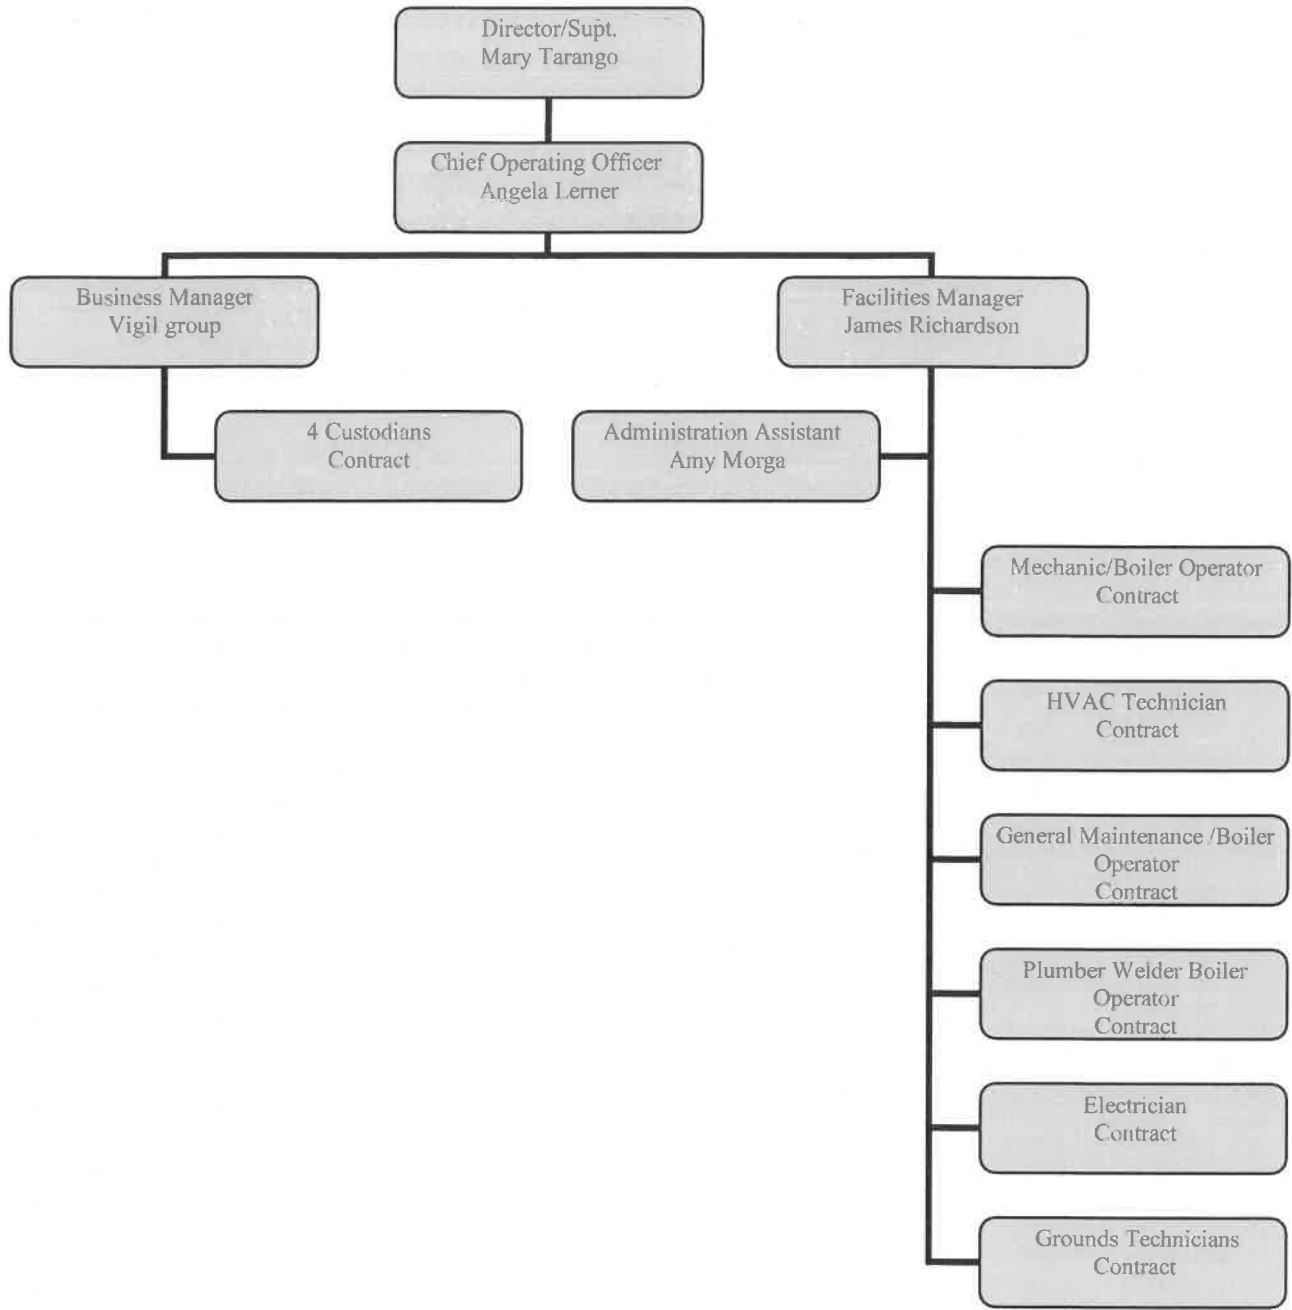 Director/Supt.
Mary Tarango
Chief Operating Officer
Angela Lerner
Business Manager
Vigil group
Facilities Manager
James Richardson
4 Custodians
Contract
Administration Assistant
Amy Morga
Mechanic/Boiler Operator
Contract
HVAC Technician
Contract
General Maintenance /Boiler
Operator
Contract
Plumber Welder Boiler
Operator
Contract
Electrician
Contract
Grounds Technicians
Contract